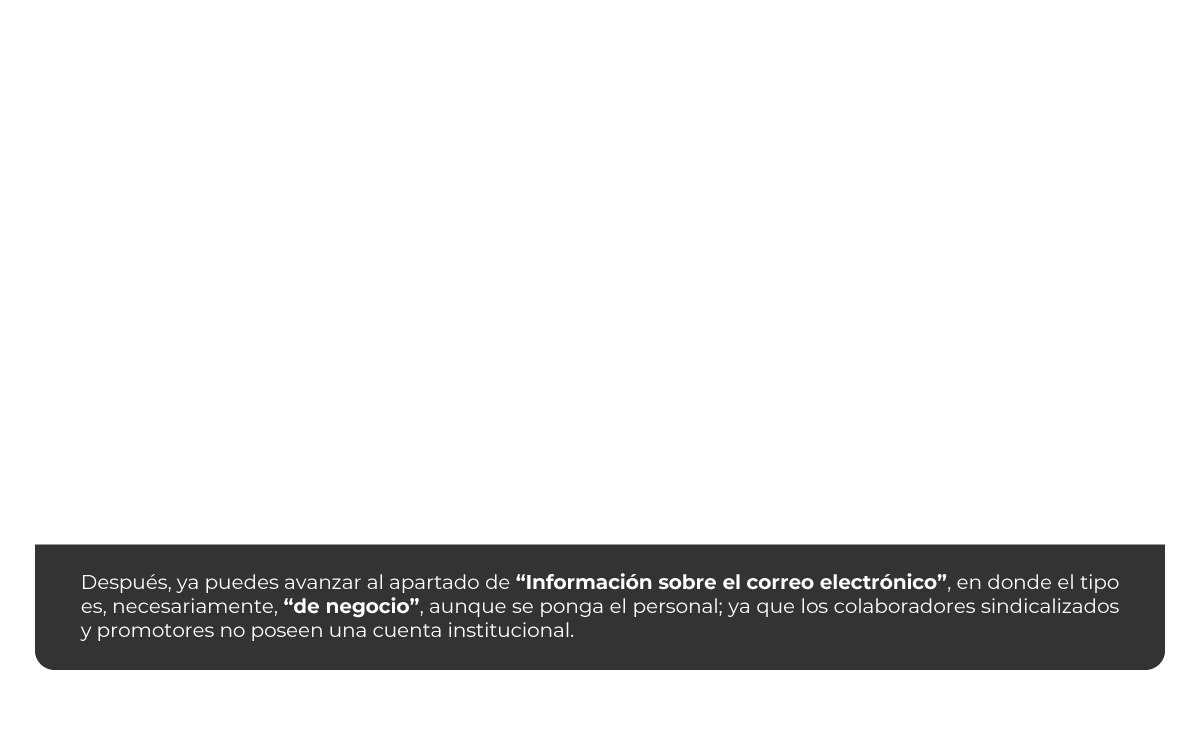 Después, ya puedes avanzar al apartado de “Información sobre el correo electrónico”, en donde el tipo
es, necesariamente, “de negocio”, aunque se ponga el personal; ya que los colaboradores sindicalizados
y promotores no poseen una cuenta institucional.